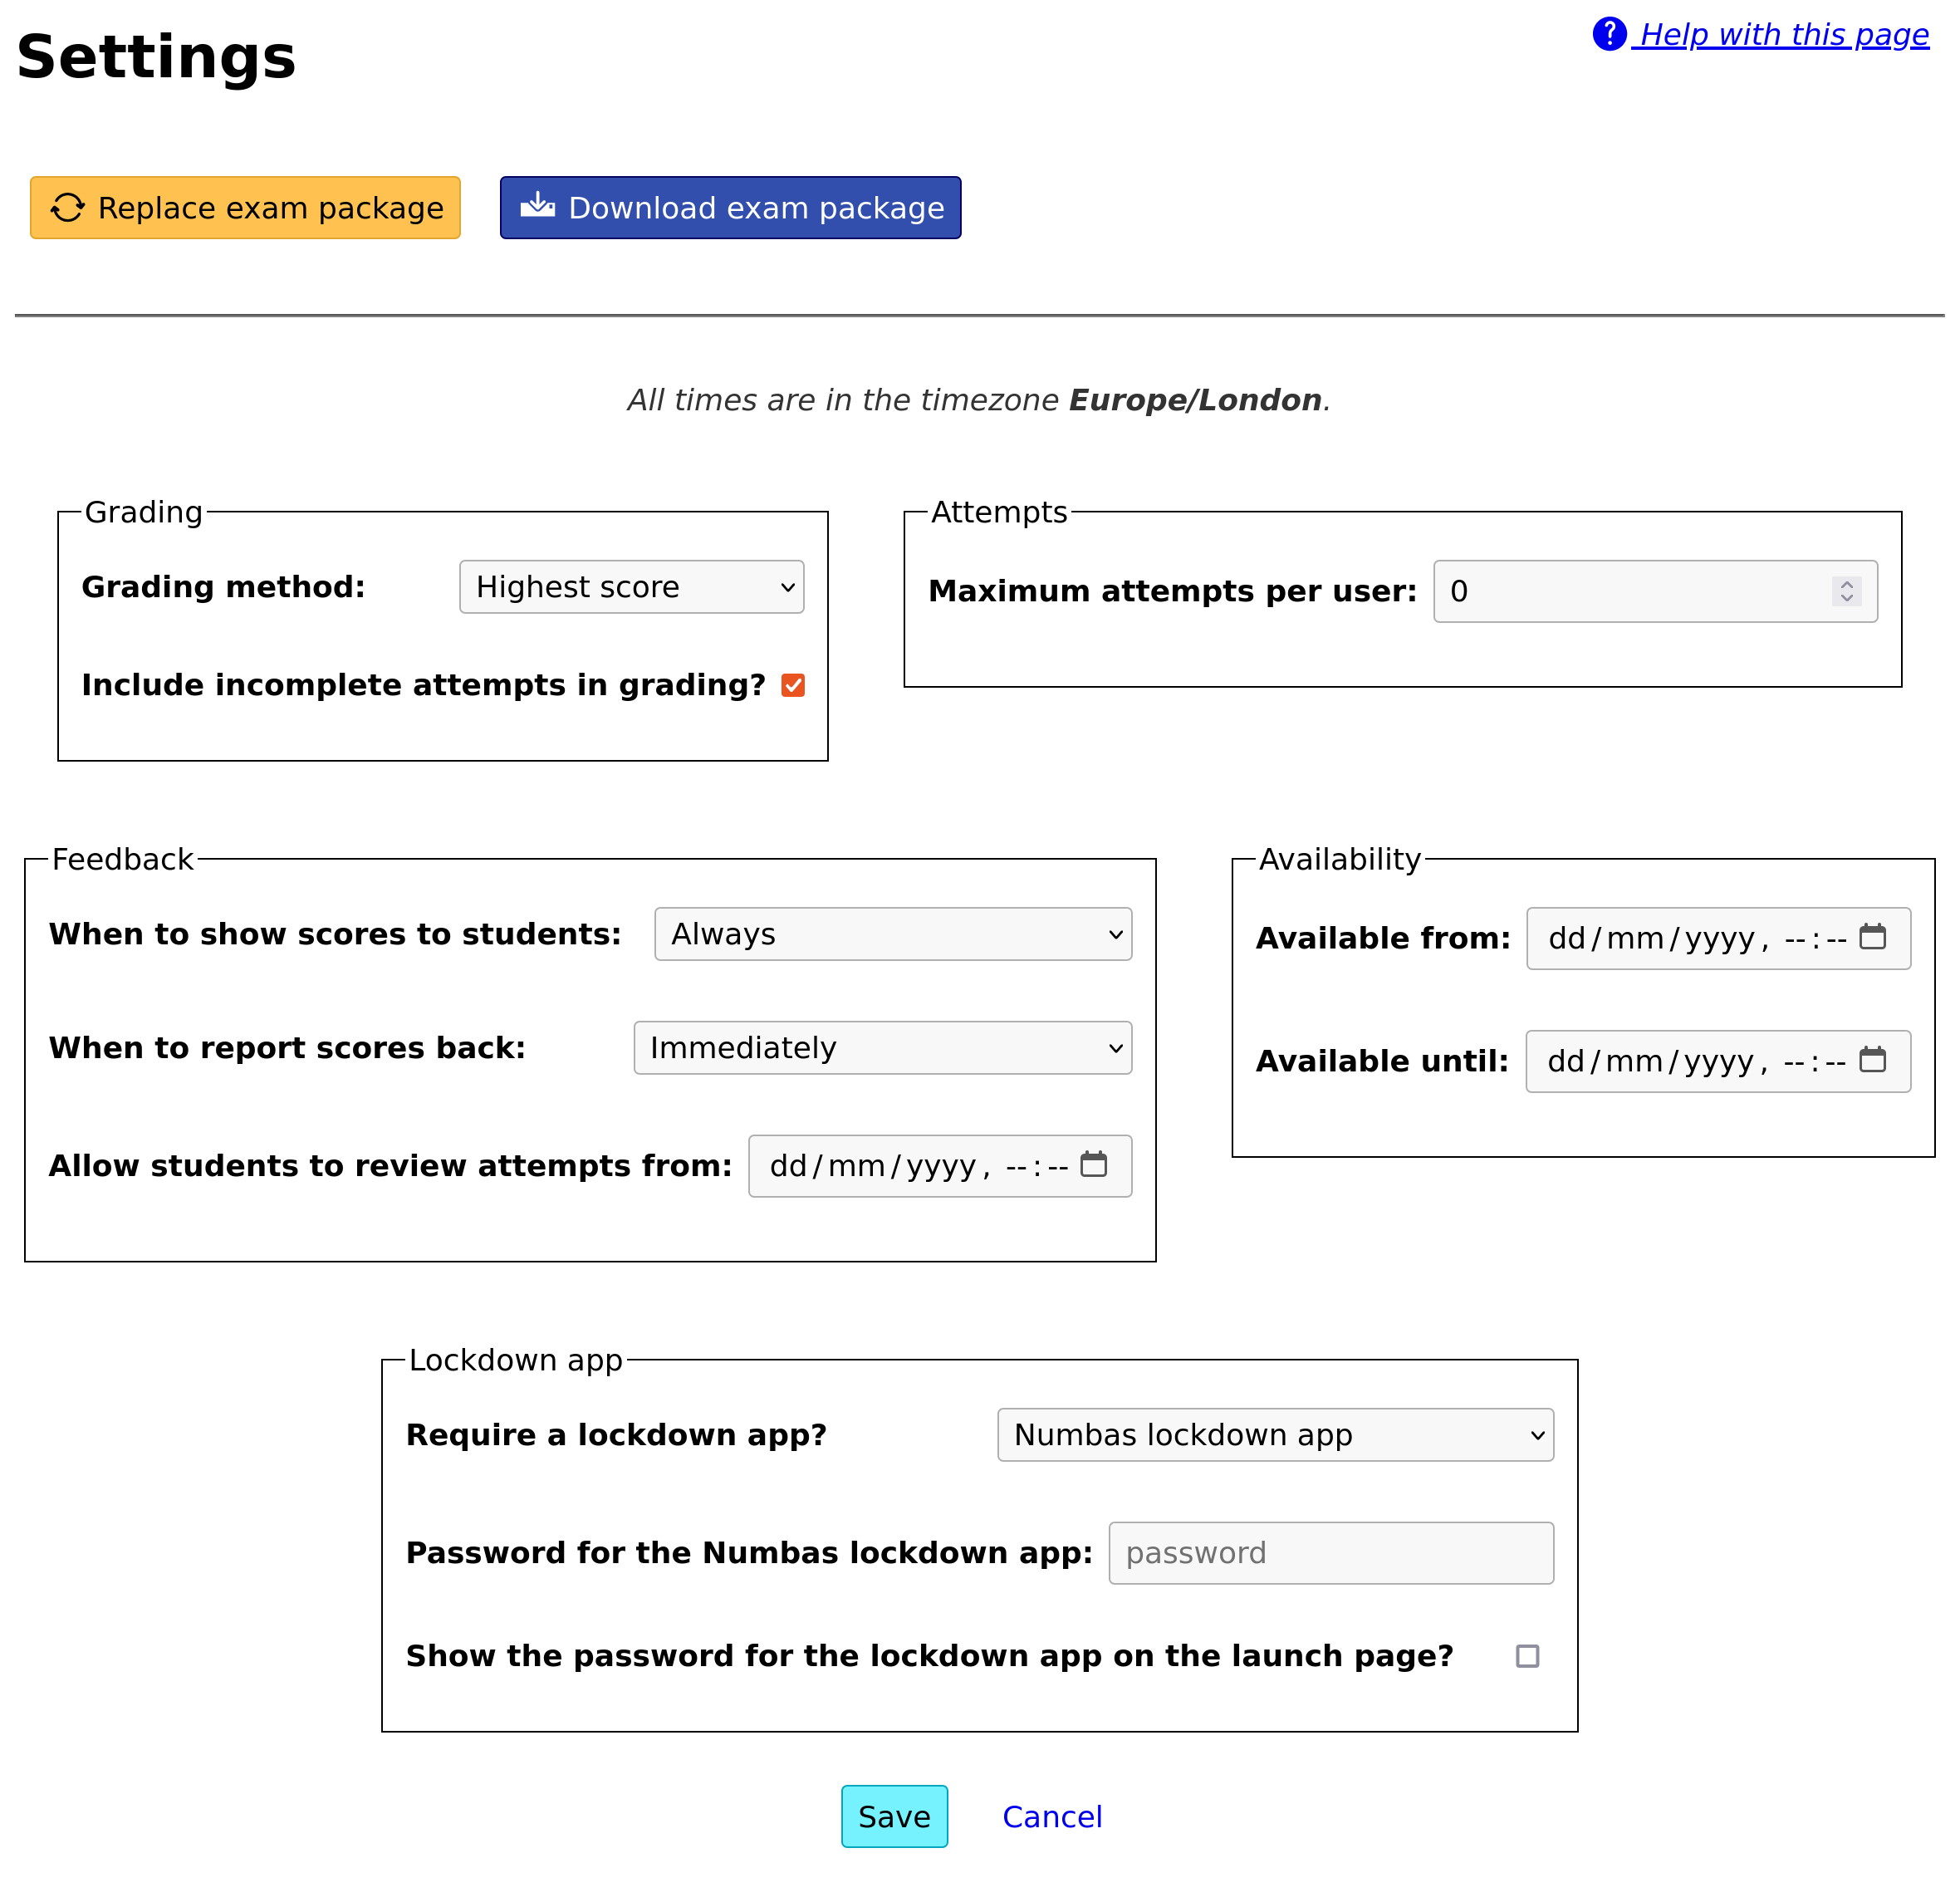 Settings
Help with this page
Replace exam package
Download exam package
All times are in the timezone Europe/London.
Grading
Grading method: Highest score
Include incomplete attempts in grading?
Attempts
Maximum attempts per user: 0
Feedback
When to show scores to students: Always
When to report scores back: Immediately
Allow students to review attempts from: dd/mm/yyyy, --:--
Availability
Available from: dd/mm/yyyy, --:--
Available until: dd/mm/yyyy, --:--
Lockdown app
Require a lockdown app? Numbas lockdown app
Password for the Numbas lockdown app: password
Show the password for the lockdown app on the launch page?
Save Cancel